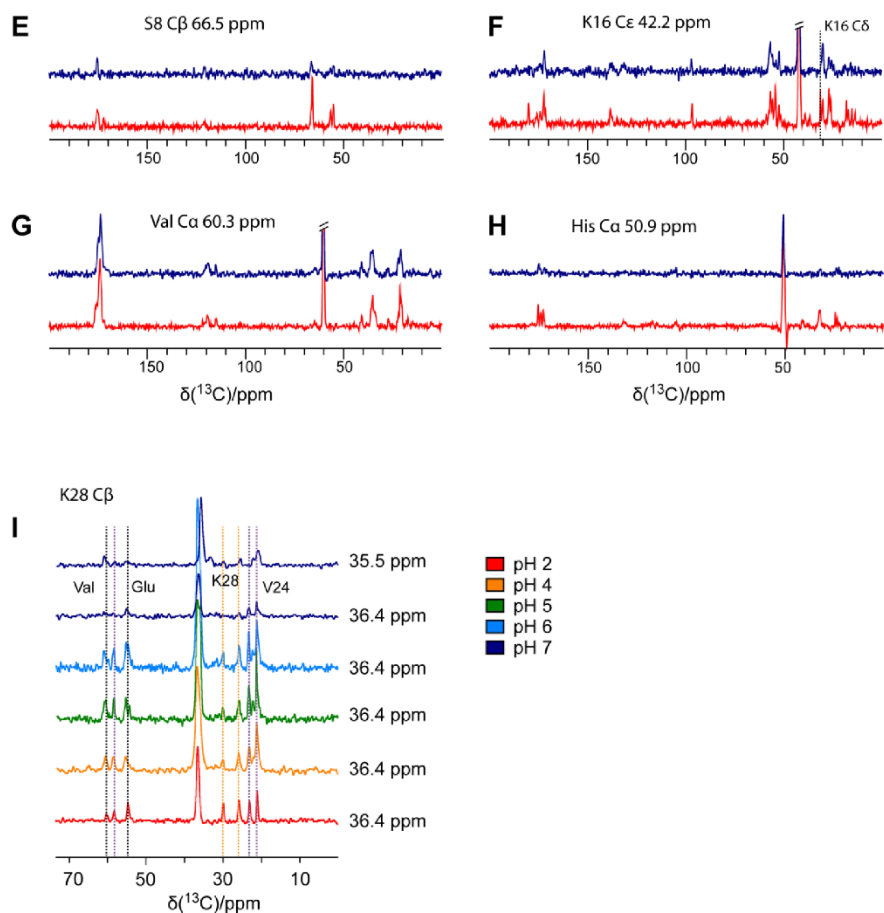 E S8 Cβ 66.5 ppm
150 100 50
F K16 Cε 42.2 ppm K16 Cδ
150 100 50
G Val Cα 60.3 ppm
150 100 50
δ(¹³C)/ppm
H His Cα 50.9 ppm
150 100 50
δ(¹³C)/ppm
K28 Cβ
I
35.5 ppm
Val Glu K28 V24
36.4 ppm
36.4 ppm
36.4 ppm
36.4 ppm
36.4 ppm
70 50 30 10
δ(¹³C)/ppm
pH 2
pH 4
pH 5
pH 6
pH 7